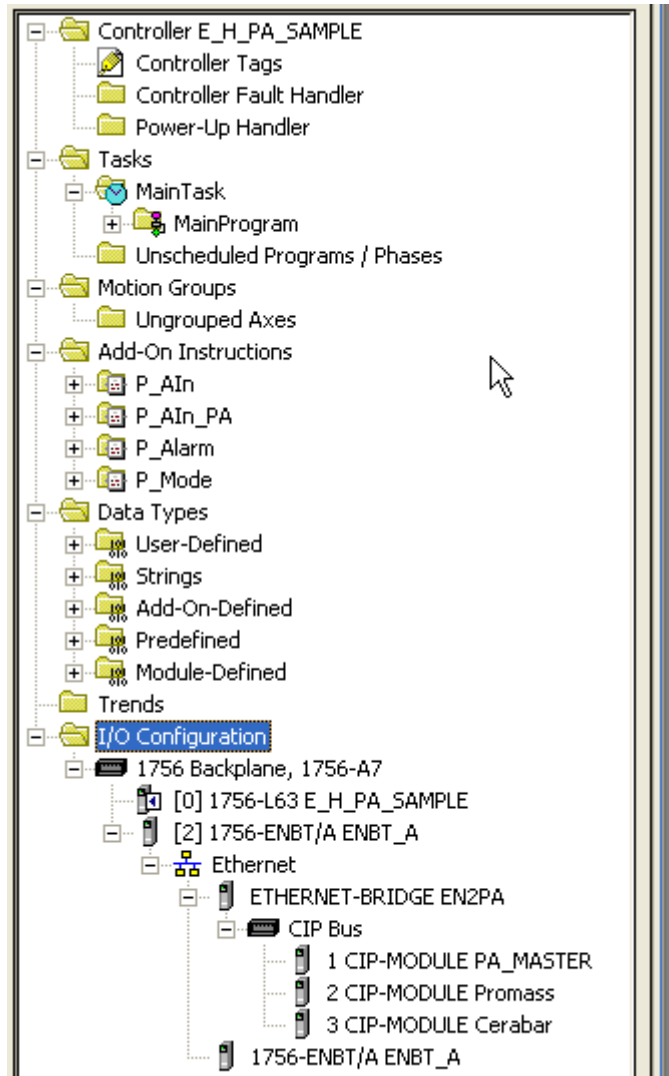 Controller E_H_PA_SAMPLE
Controller Tags
Controller Fault Handler
Power-Up Handler
Tasks
MainTask
MainProgram
Unscheduled Programs / Phases
Motion Groups
Ungrouped Axes
Add-On Instructions
P_AIn
P_AIn_PA
P_Alarm
P_Mode
Data Types
User-Defined
Strings
Add-On-Defined
Predefined
Module-Defined
Trends
I/O Configuration
1756 Backplane, 1756-A7
[0] 1756-L63 E_H_PA_SAMPLE
[2] 1756-ENBT/A ENBT_A
Ethernet
ETHERNET-BRIDGE EN2PA
CIP Bus
1 CIP-MODULE PA_MASTER
2 CIP-MODULE Promass
3 CIP-MODULE Cerabar
1756-ENBT/A ENBT_A